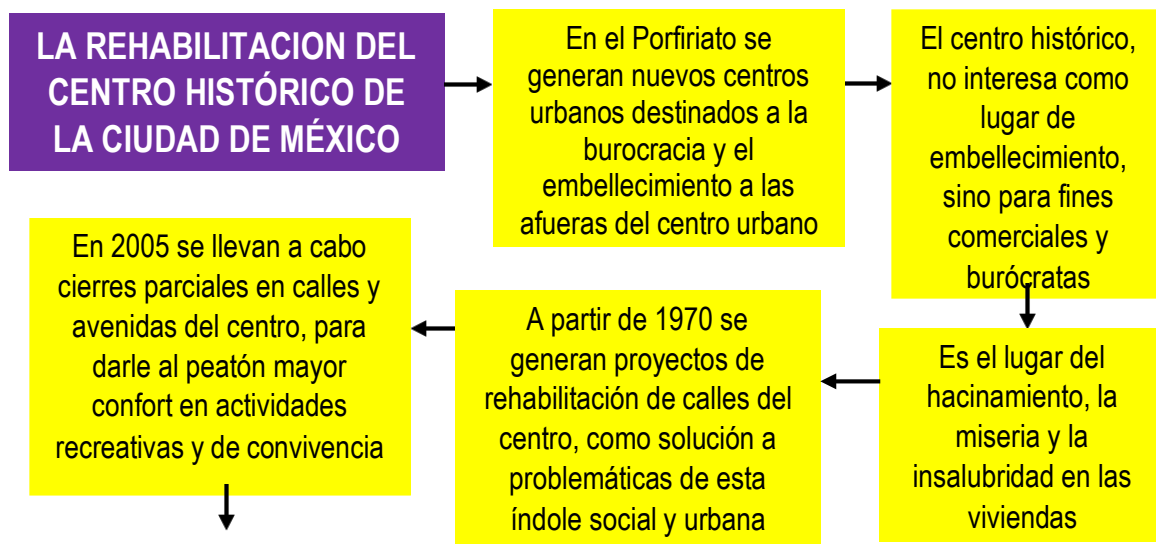 LA REHABILITACION DEL
CENTRO HISTÓRICO DE
LA CIUDAD DE MÉXICO
En el Porfiriato se
generan nuevos centros
urbanos destinados a la
burocracia y el
embellecimiento a las
afueras del centro urbano
El centro histórico,
no interesa como
lugar de
embellecimiento,
sino para fines
comerciales y
burócratas
Es el lugar del
hacinamiento, la
miseria y la
insalubridad en las
viviendas
A partir de 1970 se
generan proyectos de
rehabilitación de calles del
centro, como solución a
problemáticas de esta
índole social y urbana
En 2005 se llevan a cabo
cierres parciales en calles y
avenidas del centro, para
darle al peatón mayor
confort en actividades
recreativas y de convivencia